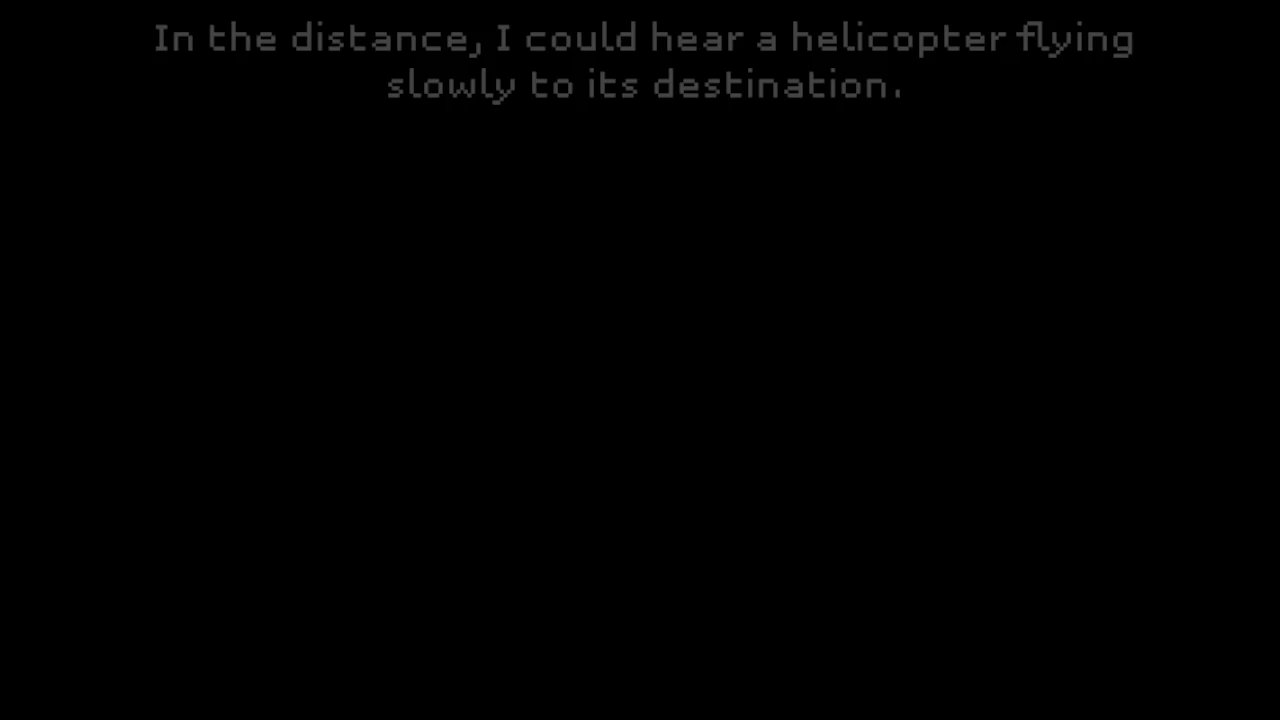 In the distance, I could hear a helicopter flying
slowly to its destination.